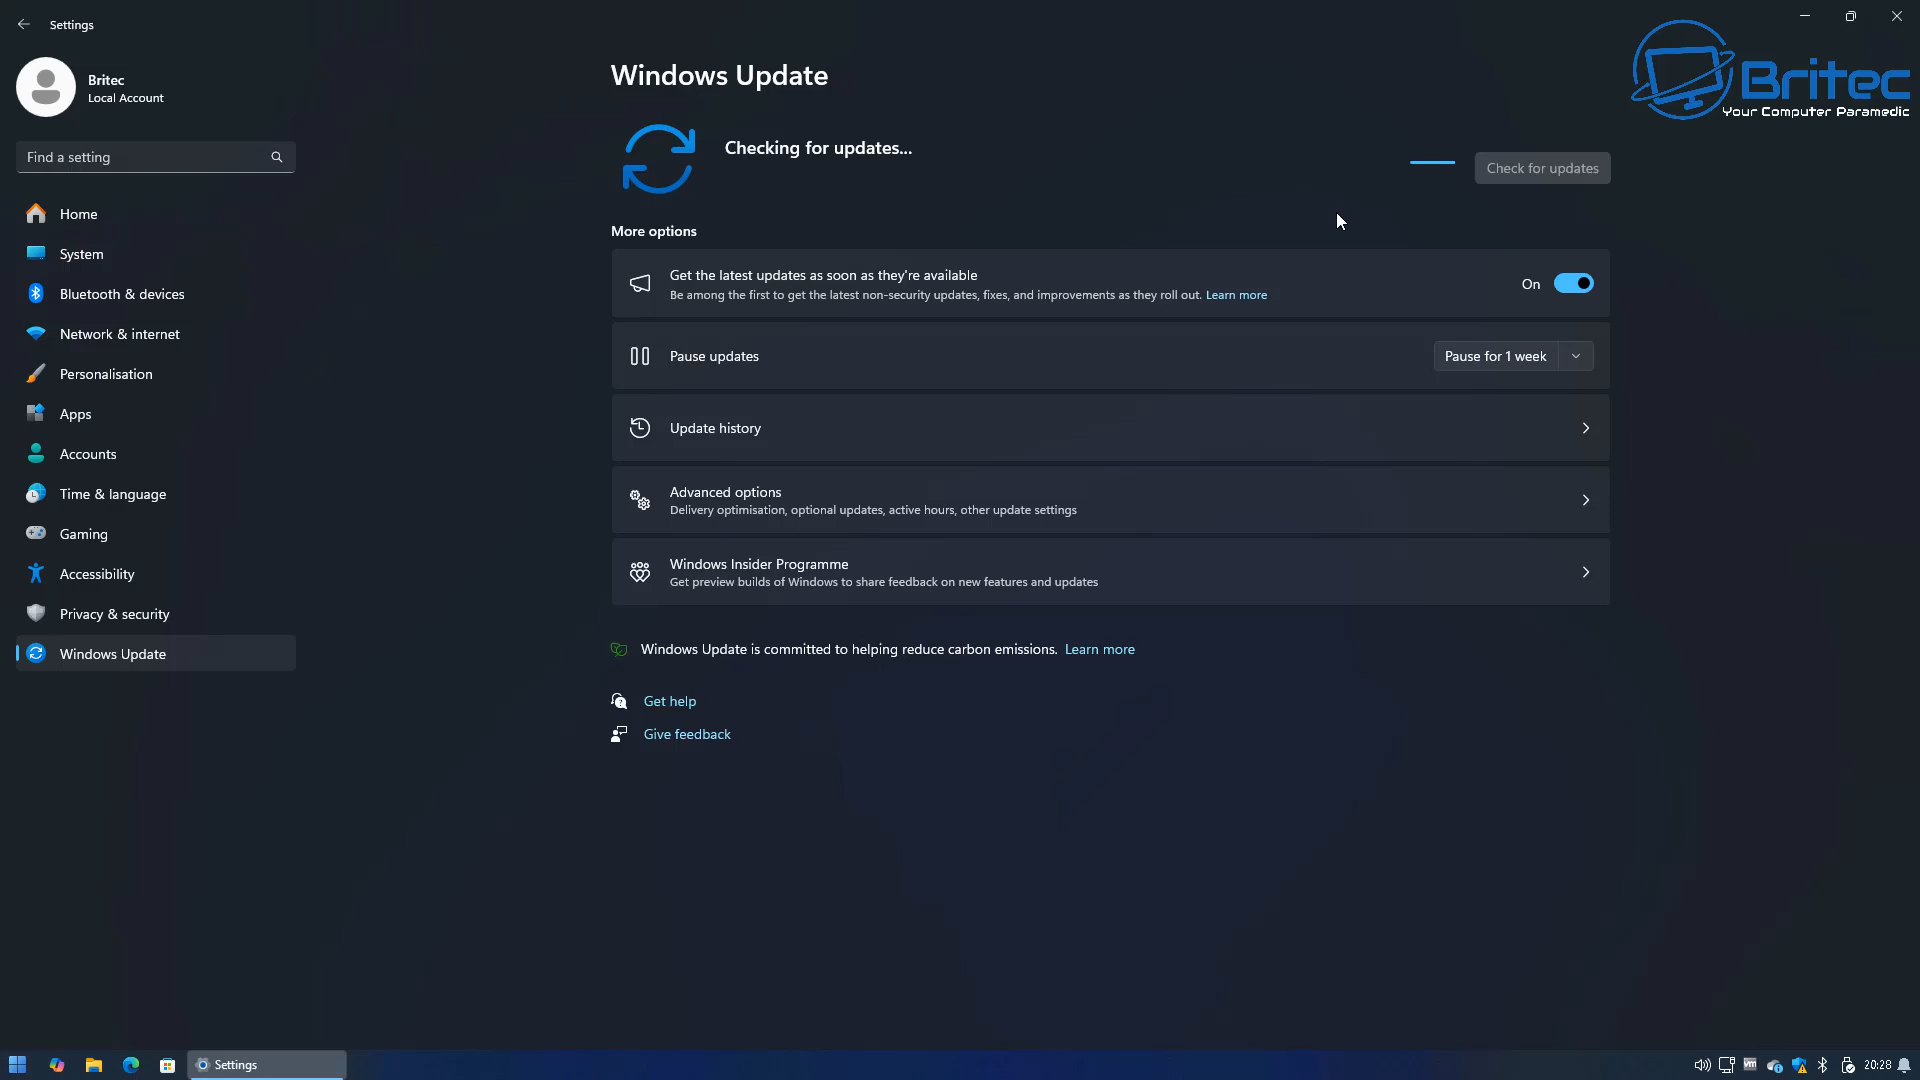 Settings
Britec
Local Account
Find a setting
Home
System
Bluetooth & devices
Network & internet
Personalisation
Apps
Accounts
Time & language
Gaming
Accessibility
Privacy & security
Windows Update
Windows Update
Checking for updates...
Check for updates
More options
Get the latest updates as soon as they're available
Be among the first to get the latest non-security updates, fixes, and improvements as they roll out. Learn more
On
Pause updates
Pause for 1 week
Update history
Advanced options
Delivery optimisation, optional updates, active hours, other update settings
Windows Insider Programme
Get preview builds of Windows to share feedback on new features and updates
Windows Update is committed to helping reduce carbon emissions. Learn more
Get help
Give feedback
Britec
Your Computer Paramedic
Settings
20:28